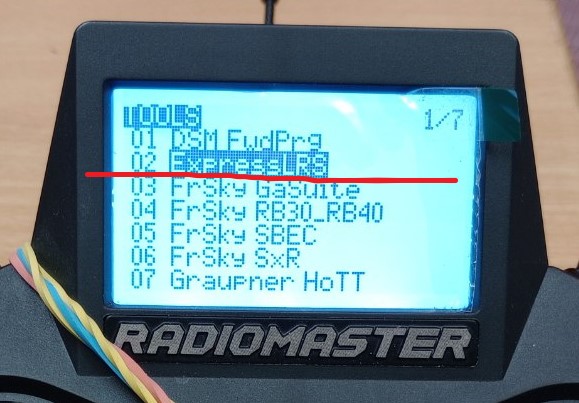 TOOLS 1/7
01 DSM FwdPrg
02 ExpressLRS
03 FrSky GaSuite
04 FrSky RB30_RB40
05 FrSky SBEC
06 FrSky SxR
07 Graupner HoTT
RADIOMASTER